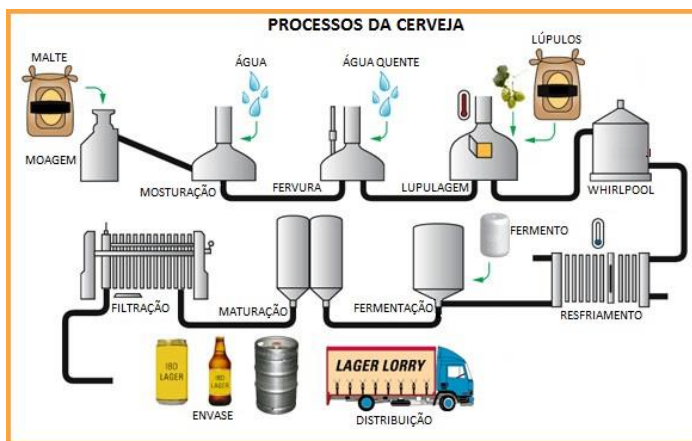 PROCESSOS DA CERVEJA
MALTE
ÁGUA
ÁGUA QUENTE
LÚPULOS
MOAGEM
MOSTURAÇÃO
FERVURA
LUPULAGEM
WHIRLPOOL
FERMENTO
FILTRAÇÃO
MATURAÇÃO
FERMENTAÇÃO
RESFRIAMENTO
IBD
LAGER
IBD
LAGER
LAGER LORRY
ENVASE
DISTRIBUIÇÃO